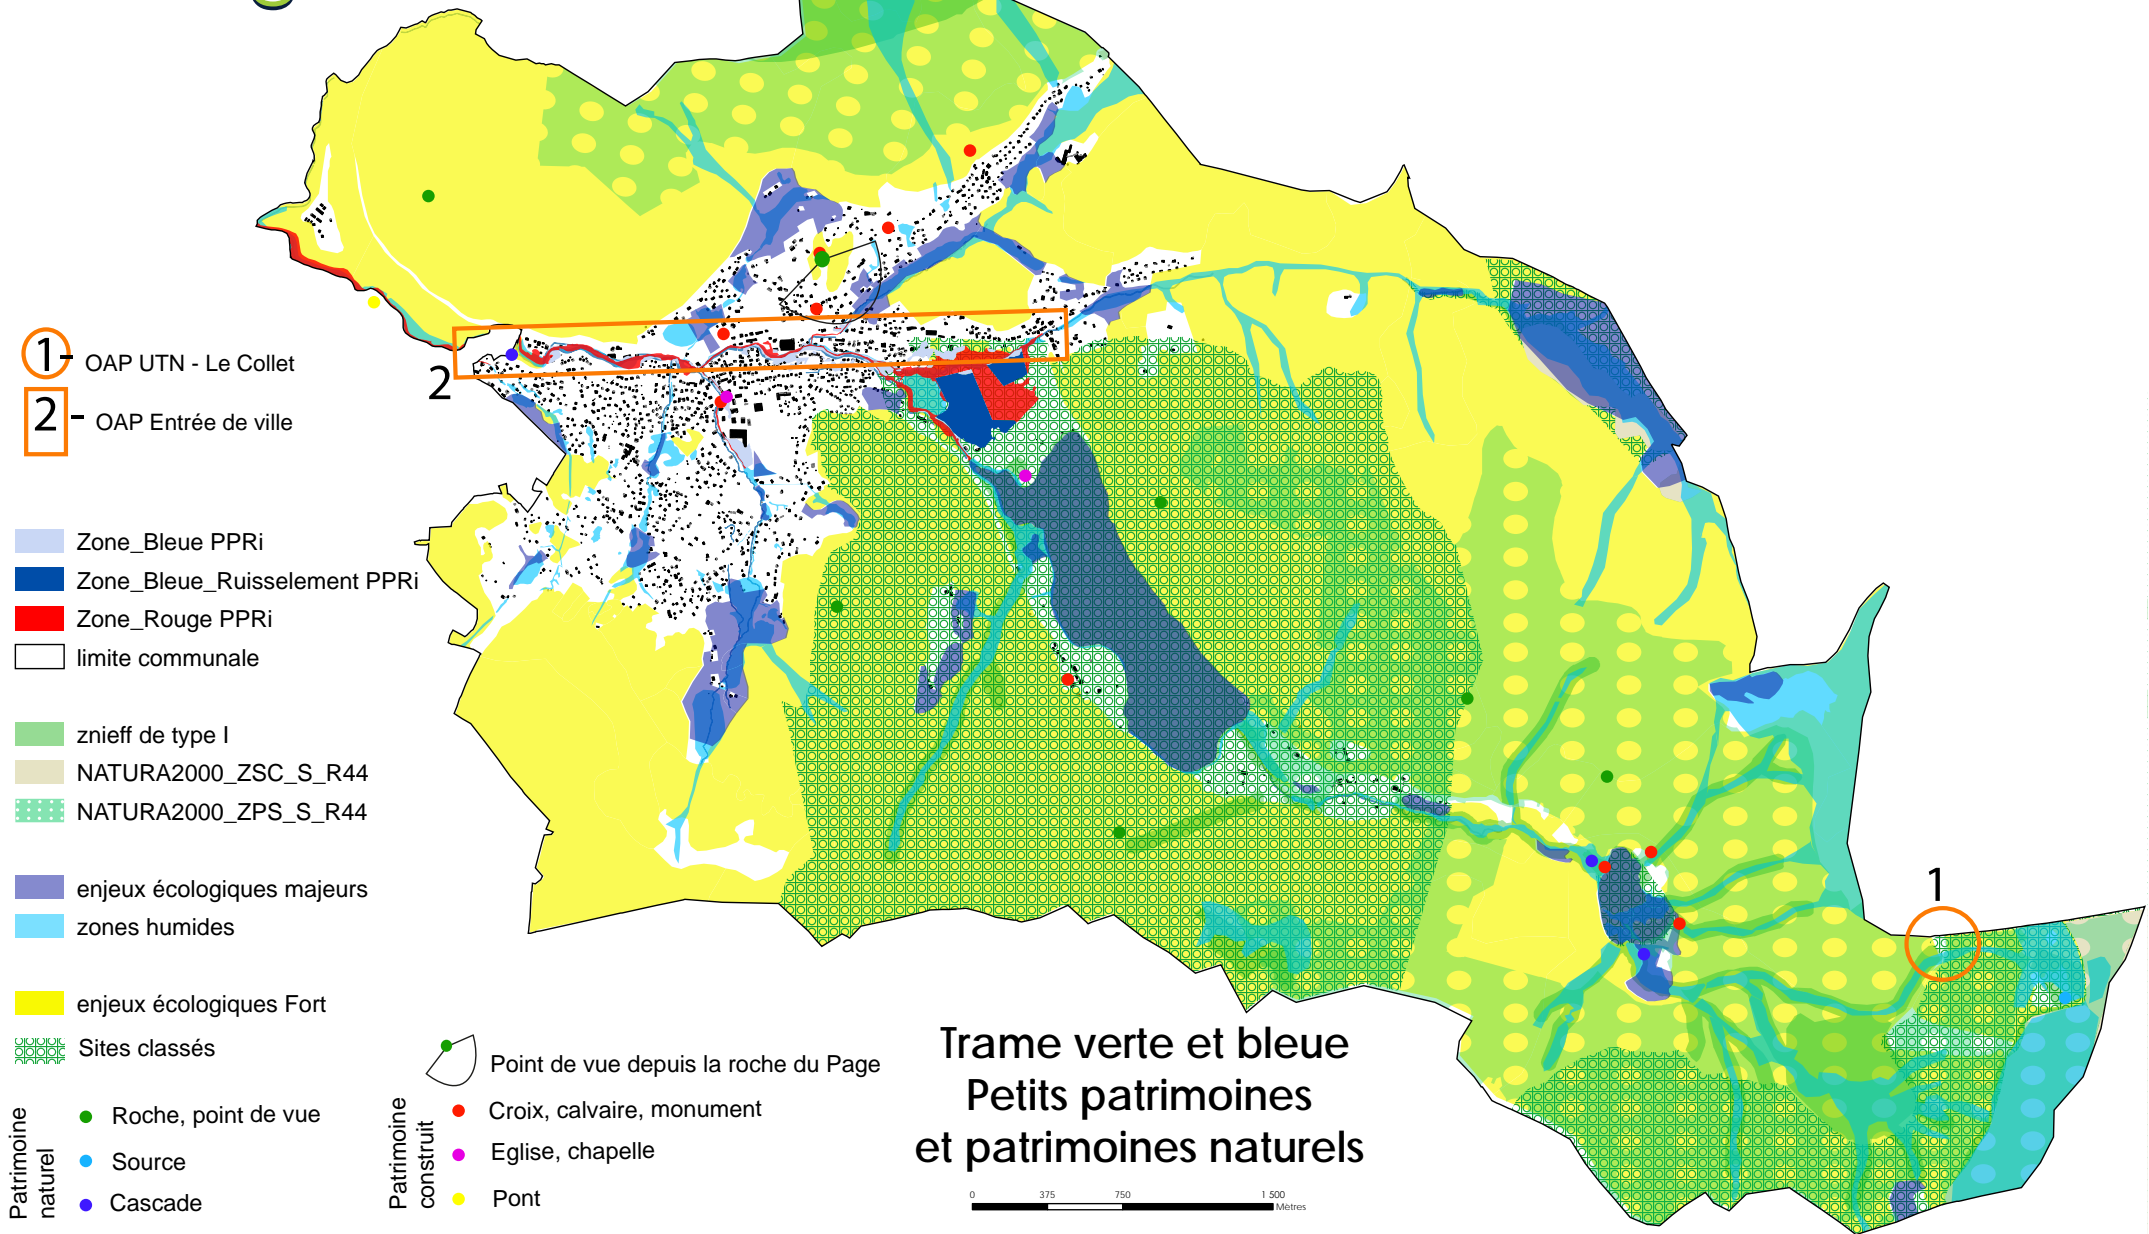 1
OAP UTN - Le Collet
2 -
OAP Entrée de ville
2
1
Zone_Bleue PPRi
Zone_Bleue_Ruisselement PPRi
Zone_Rouge PPRi
limite communale
znieff de type I
NATURA2000_ZSC_S_R44
NATURA2000_ZPS_S_R44
enjeux écologiques majeurs
zones humides
enjeux écologiques Fort
Sites classés
Patrimoine
naturel
Roche, point de vue
Source
Cascade
Patrimoine
construit
Point de vue depuis la roche du Page
Croix, calvaire, monument
Eglise, chapelle
Pont
Trame verte et bleue
Petits patrimoines
et patrimoines naturels
0 375 750 1 500
Mètres